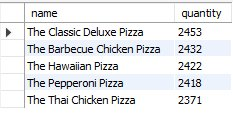 name quantity
The Classic Deluxe Pizza 2453
The Barbecue Chicken Pizza 2432
The Hawaiian Pizza 2422
The Pepperoni Pizza 2418
The Thai Chicken Pizza 2371